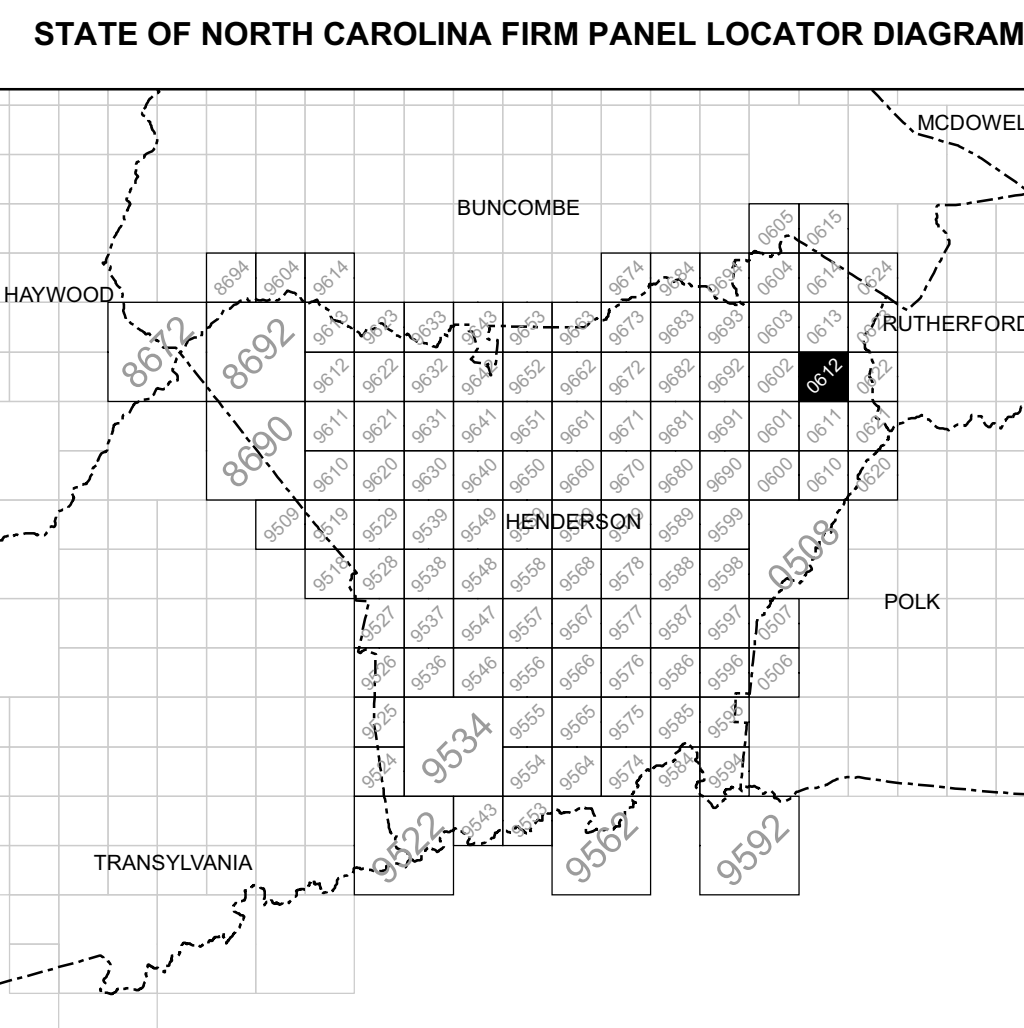 STATE OF NORTH CAROLINA FIRM PANEL LOCATOR DIAGRAM
MCDOWEL
BUNCOMBE
0605 0615
8694 9604 9614 9674 9684 9694 0604 0614 0624
HAYWOOD
8672 8692 9613 9623 9633 9643 9653 9663 9673 9683 9693 0603 0613
RUTHERFORD
9612 9622 9632 9642 9652 9662 9672 9682 9692 0602 0612 0622
8690 9611 9621 9631 9641 9651 9661 9671 9681 9691 0601 0611 0621
9610 9620 9630 9640 9650 9660 9670 9680 9690 0600 0610 0620
9509 9519 9529 9539 9549 9589 9599
HENDERSON
0508
9518 9528 9538 9548 9558 9568 9578 9588 9598
POLK
9527 9537 9547 9557 9567 9577 9587 9597 0507
9526 9536 9546 9556 9566 9576 9586 9596 0506
9525 9534 9555 9565 9575 9585 9595
9524 9554 9564 9574 9584 9594
9522 9543 9553 9562 9592
TRANSYLVANIA